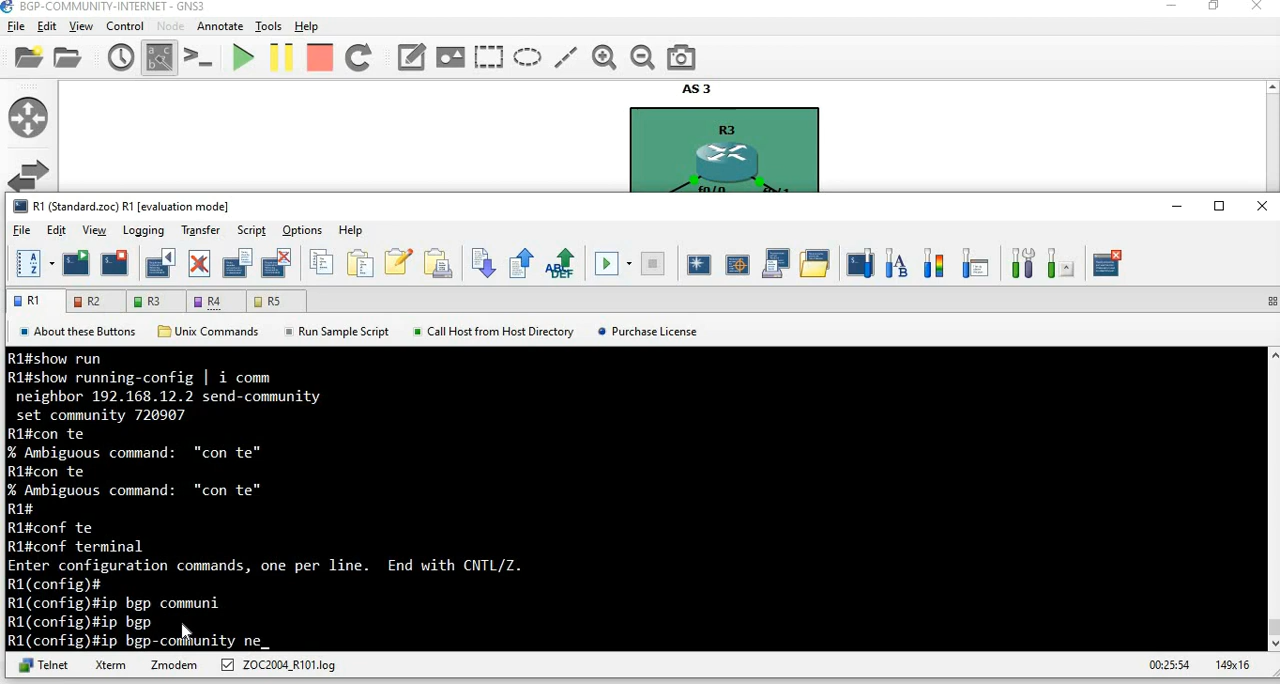 BGP-COMMUNITY-INTERNET - GNS3
File Edit View Control Node Annotate Tools Help
AS 3
R3
R1 (Standard.zoc) R1 [evaluation mode]
File Edit View Logging Transfer Script Options Help
R1 R2 R3 R4 R5
About these Buttons Unix Commands Run Sample Script Call Host from Host Directory Purchase License
R1#show run
R1#show running-config | i comm
neighbor 192.168.12.2 send-community
set community 720907
R1#con te
% Ambiguous command: "con te"
R1#con te
% Ambiguous command: "con te"
R1#
R1#conf te
R1#conf terminal
Enter configuration commands, one per line. End with CNTL/Z.
R1(config)#
R1(config)#ip bgp communi
R1(config)#ip bgp
R1(config)#ip bgp-community ne_
Telnet Xterm Zmodem ZOC2004_R101.log 00:25:54 149x16